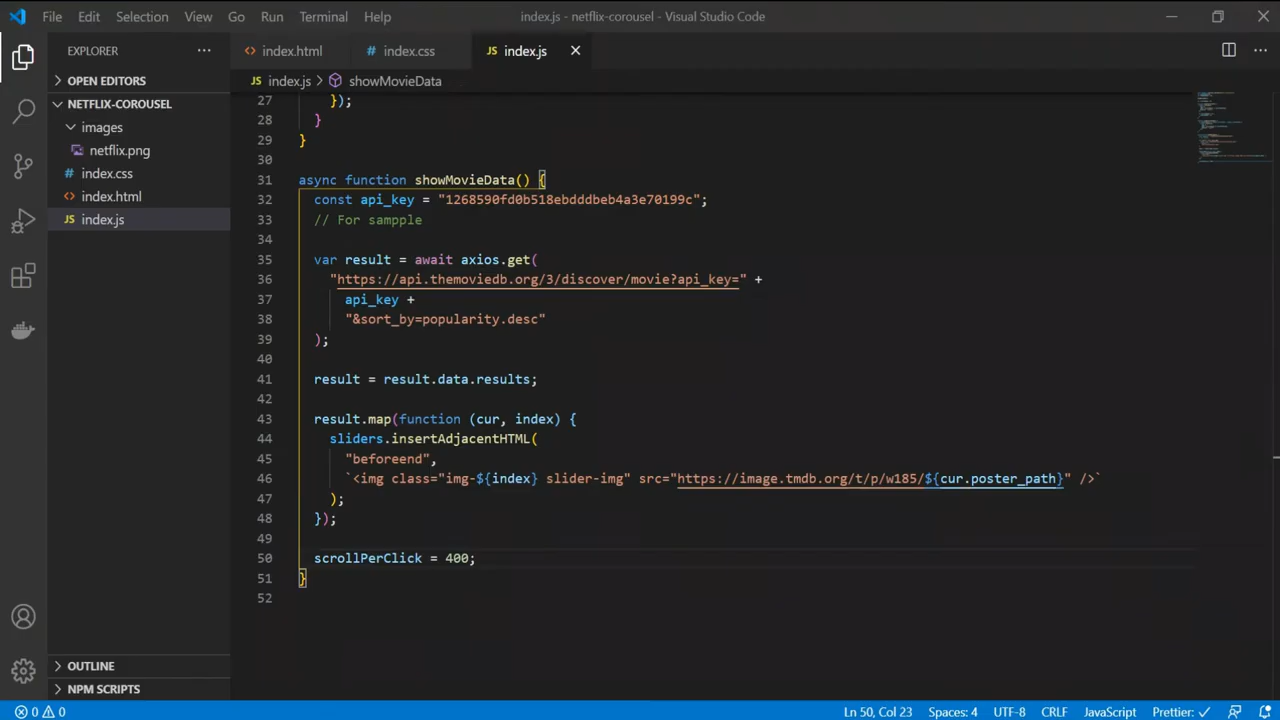 File Edit Selection View Go Run Terminal Help index.js - netflix-corousel - Visual Studio Code
EXPLORER ···
OPEN EDITORS
NETFLIX-COROUSEL
images
netflix.png
# index.css
<> index.html
JS index.js
OUTLINE
NPM SCRIPTS
<> index.html # index.css JS index.js
JS index.js > showMovieData
27 });
28 }
29 }
30
31 async function showMovieData() {
32 const api_key = "1268590fd0b518ebdddbeb4a3e70199c";
33 // For sampple
34
35 var result = await axios.get(
36 "https://api.themoviedb.org/3/discover/movie?api_key=" +
37 api_key +
38 "&sort_by=popularity.desc"
39 );
40
41 result = result.data.results;
42
43 result.map(function (cur, index) {
44 sliders.insertAdjacentHTML(
45 "beforeend",
46 `<img class="img-${index} slider-img" src="https://image.tmdb.org/t/p/w185/${cur.poster_path}" />`
47 );
48 });
49
50 scrollPerClick = 400;
51 }
52
0 0 Ln 50, Col 23 Spaces: 4 UTF-8 CRLF JavaScript Prettier: ✓